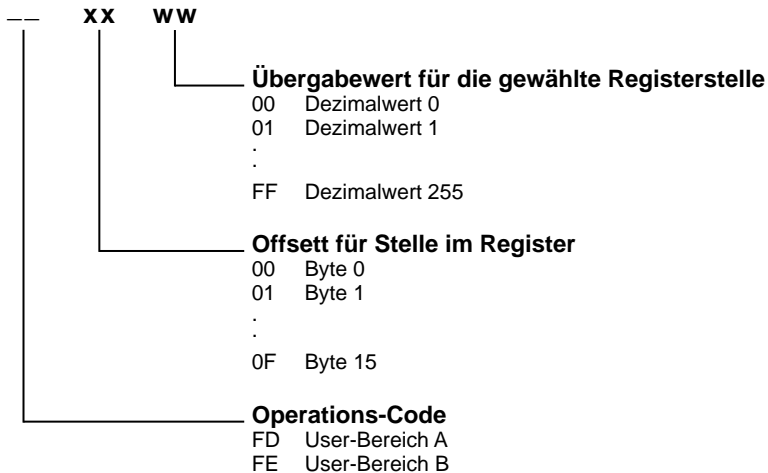 __ xx ww
Übergabewert für die gewählte Registerstelle
00 Dezimalwert 0
01 Dezimalwert 1
.
.
FF Dezimalwert 255
Offsett für Stelle im Register
00 Byte 0
01 Byte 1
.
.
0F Byte 15
Operations-Code
FD User-Bereich A
FE User-Bereich B